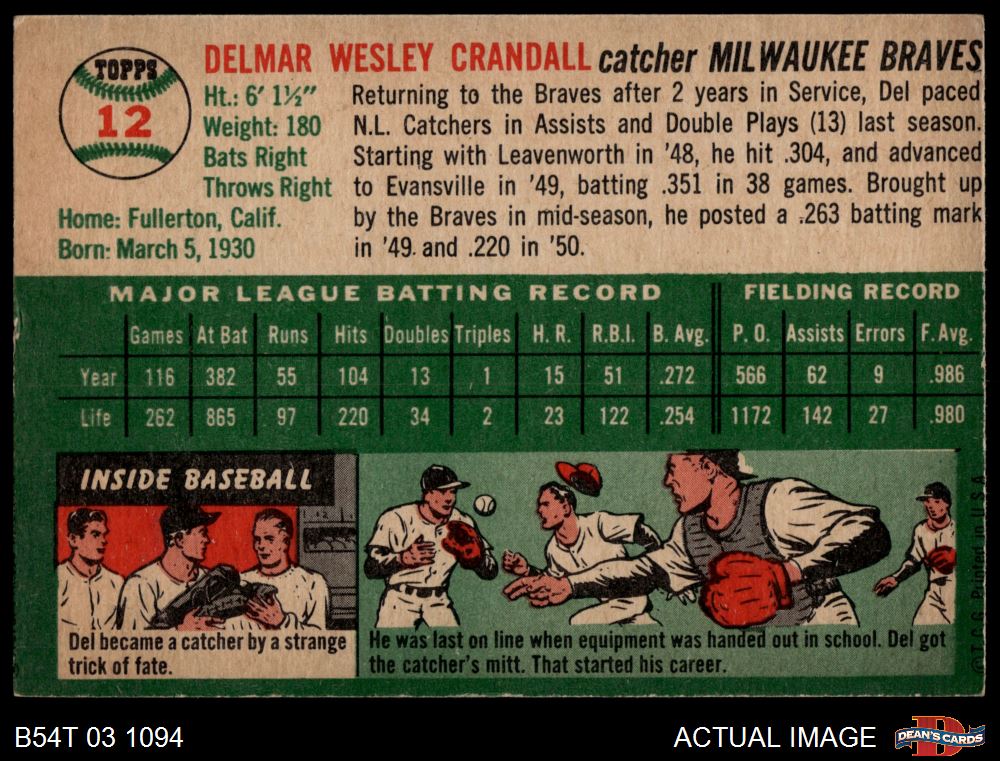 TOPPS
12
DELMAR WESLEY CRANDALL catcher MILWAUKEE BRAVES
Ht.: 6' 1½"
Weight: 180
Bats Right
Throws Right
Home: Fullerton, Calif.
Born: March 5, 1930
Returning to the Braves after 2 years in Service, Del paced
N.L. Catchers in Assists and Double Plays (13) last season.
Starting with Leavenworth in '48, he hit .304, and advanced
to Evansville in '49, batting .351 in 38 games. Brought up
by the Braves in mid-season, he posted a .263 batting mark
in '49 and .220 in '50.
MAJOR LEAGUE BATTING RECORD FIELDING RECORD
Games At Bat Runs Hits Doubles Triples H. R. R.B.I. B. Avg. P. O. Assists Errors F. Avg.
Year 116 382 55 104 13 1 15 51 .272 566 62 9 .986
Life 262 865 97 220 34 2 23 122 .254 1172 142 27 .980
INSIDE BASEBALL
Del became a catcher by a strange
trick of fate.
He was last on line when equipment was handed out in school. Del got
the catcher's mitt. That started his career.
©T.C.G. Printed in U.S.A.
B54T 03 1094
ACTUAL IMAGE
DEAN'S CARDS